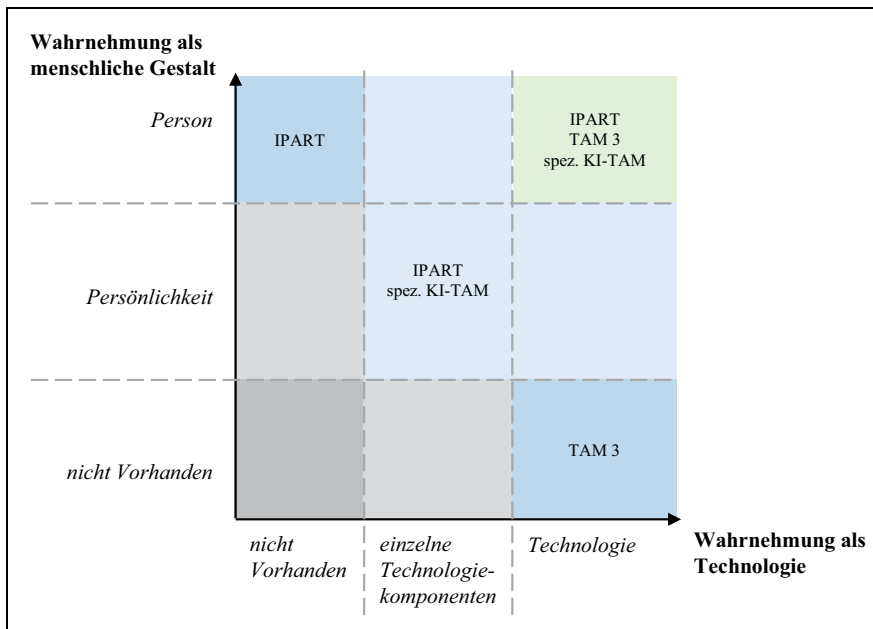 Wahrnehmung als
menschliche Gestalt
Person
IPART
IPART
TAM 3
spez. KI-TAM
Persönlichkeit
IPART
spez. KI-TAM
nicht Vorhanden
TAM 3
nicht
Vorhanden
einzelne
Technologie-
komponenten
Technologie
Wahrnehmung als
Technologie